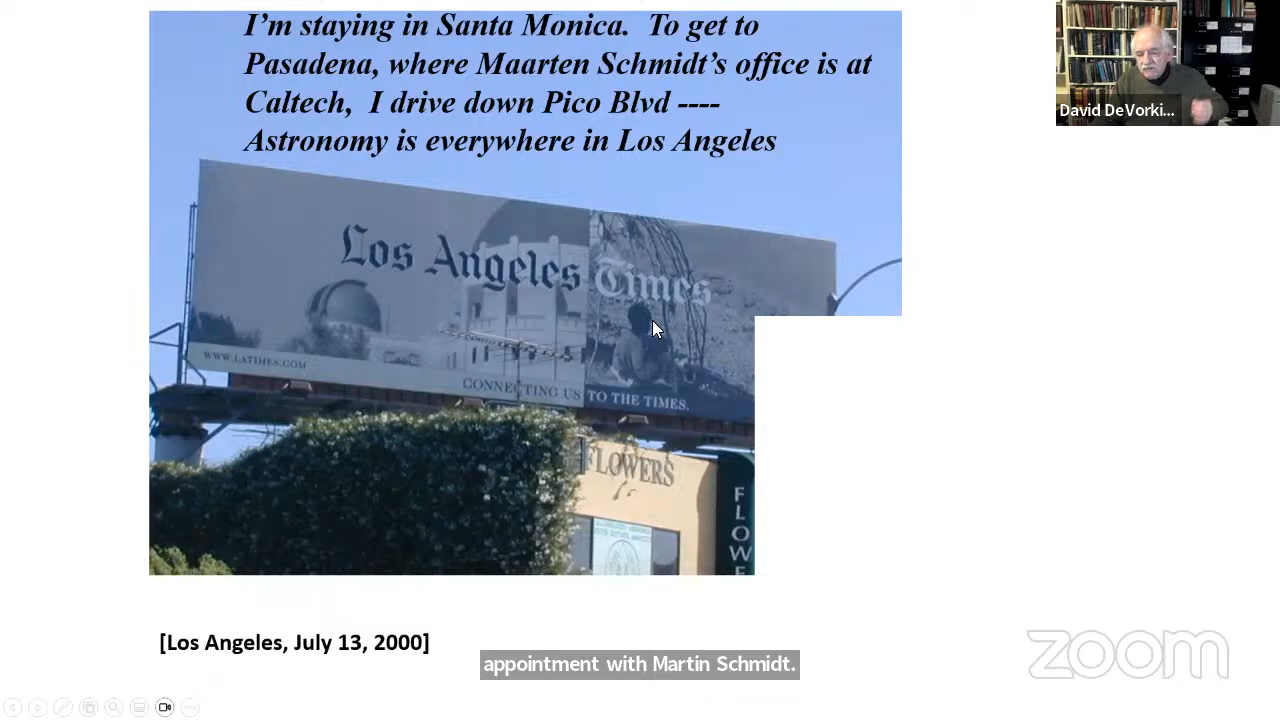 I'm staying in Santa Monica. To get to
Pasadena, where Maarten Schmidt's office is at
Caltech, I drive down Pico Blvd ----
Astronomy is everywhere in Los Angeles
David DeVorki...
Los Angeles Times
WWW.LATIMES.COM
CONNECTING US TO THE TIMES.
FLOWERS
FLOWE
[Los Angeles, July 13, 2000]
appointment with Martin Schmidt.
zoom